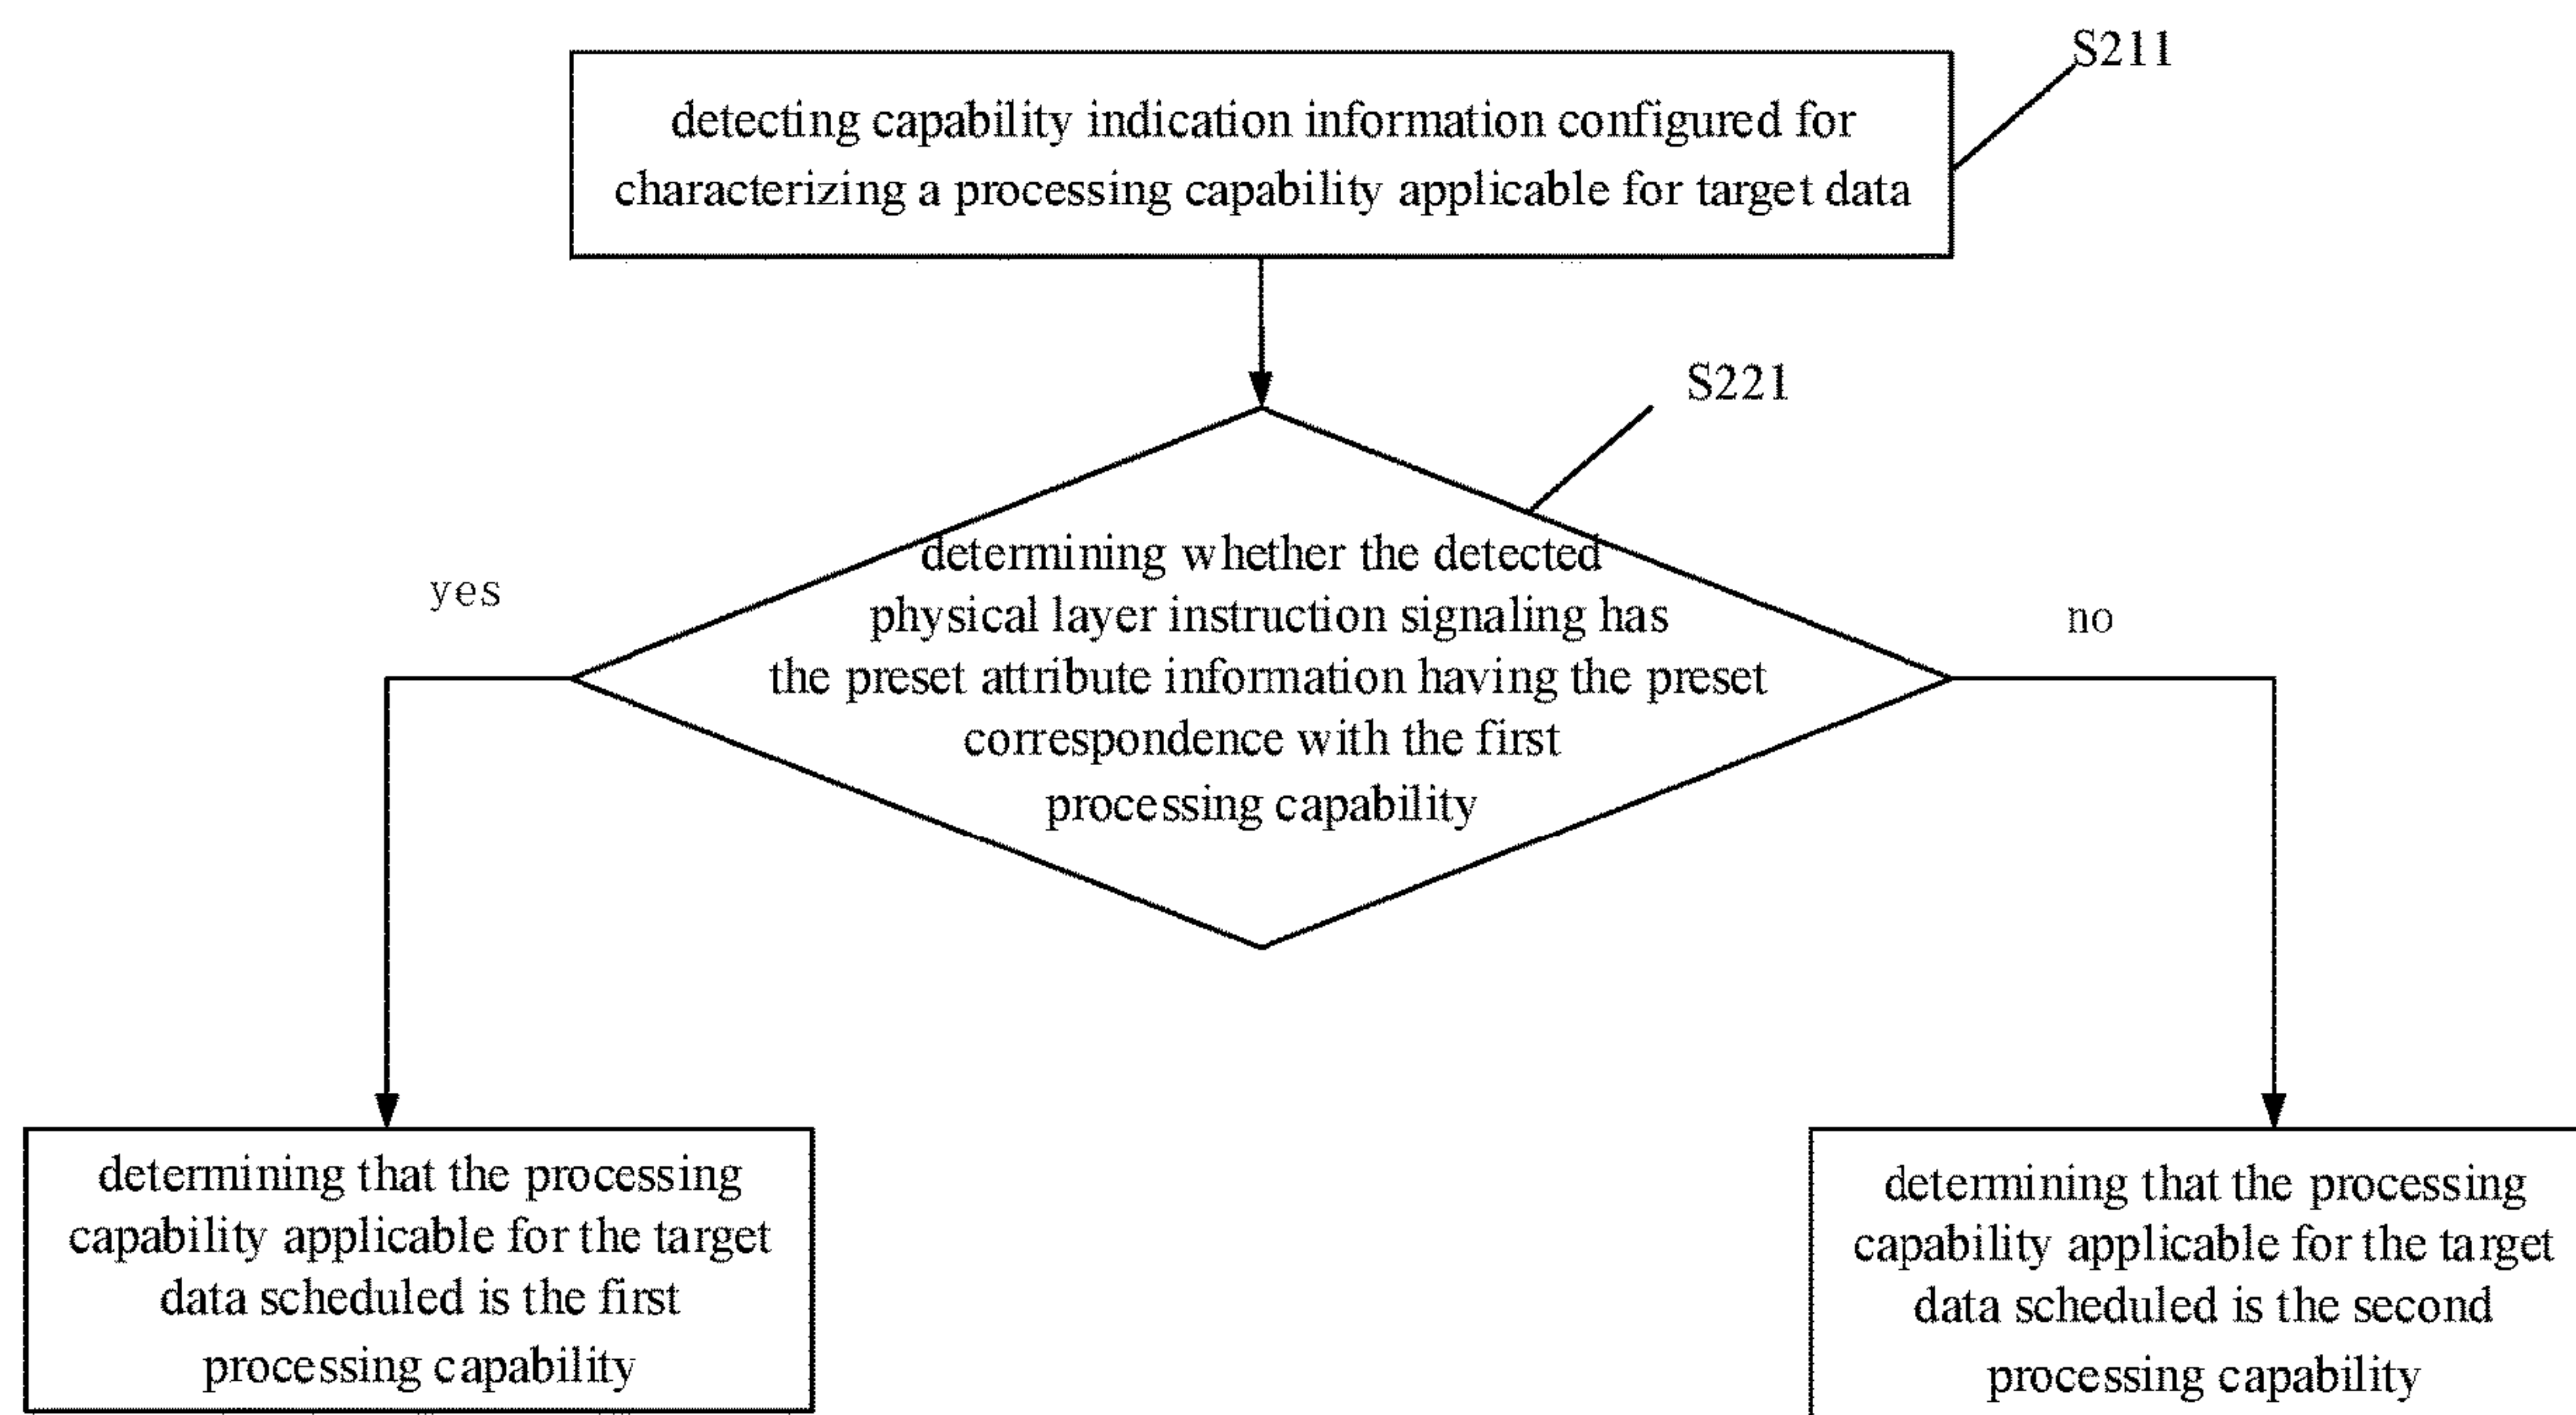 S211
detecting capability indication information configured for
characterizing a processing capability applicable for target data
S221
determining whether the detected
physical layer instruction signaling has
the preset attribute information having the preset
correspondence with the first
processing capability
yes
no
determining that the processing
capability applicable for the target
data scheduled is the first
processing capability
determining that the processing
capability applicable for the target
data scheduled is the second
processing capability